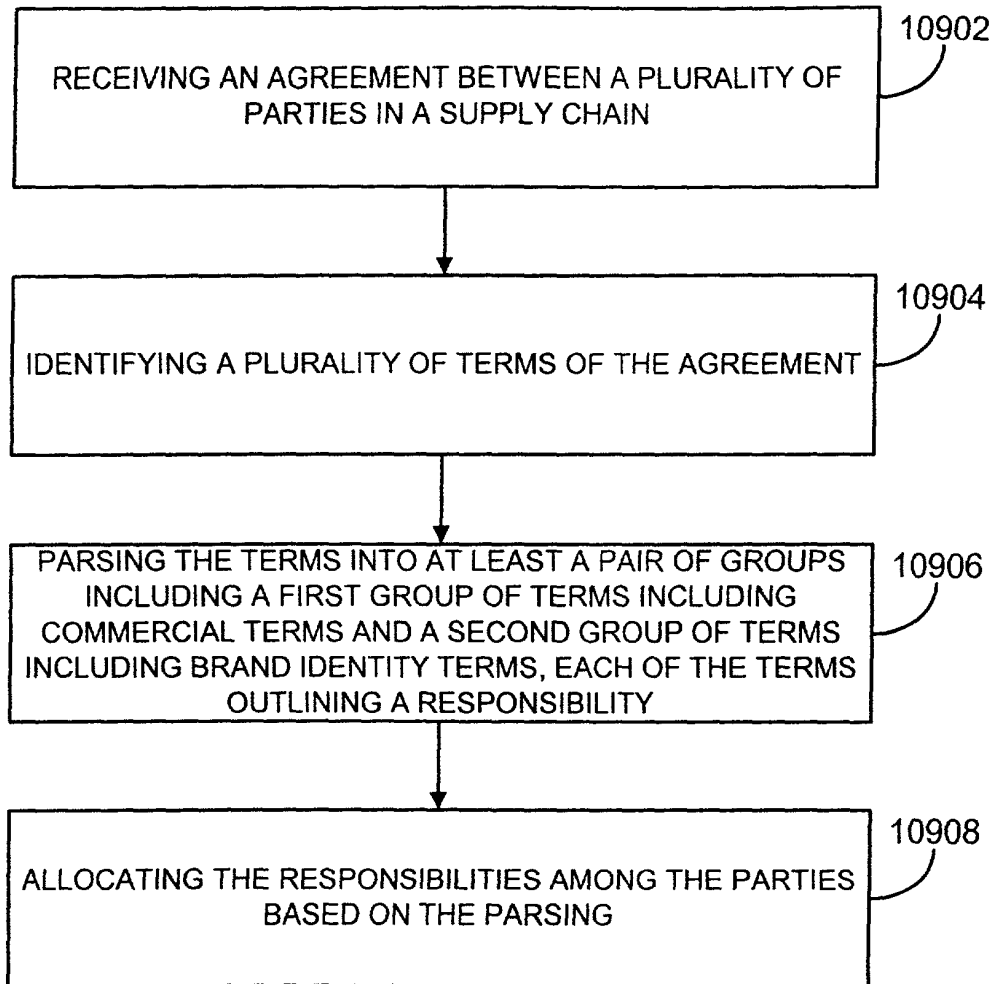 10902
RECEIVING AN AGREEMENT BETWEEN A PLURALITY OF
PARTIES IN A SUPPLY CHAIN
10904
IDENTIFYING A PLURALITY OF TERMS OF THE AGREEMENT
10906
PARSING THE TERMS INTO AT LEAST A PAIR OF GROUPS
INCLUDING A FIRST GROUP OF TERMS INCLUDING
COMMERCIAL TERMS AND A SECOND GROUP OF TERMS
INCLUDING BRAND IDENTITY TERMS, EACH OF THE TERMS
OUTLINING A RESPONSIBILITY
10908
ALLOCATING THE RESPONSIBILITIES AMONG THE PARTIES
BASED ON THE PARSING